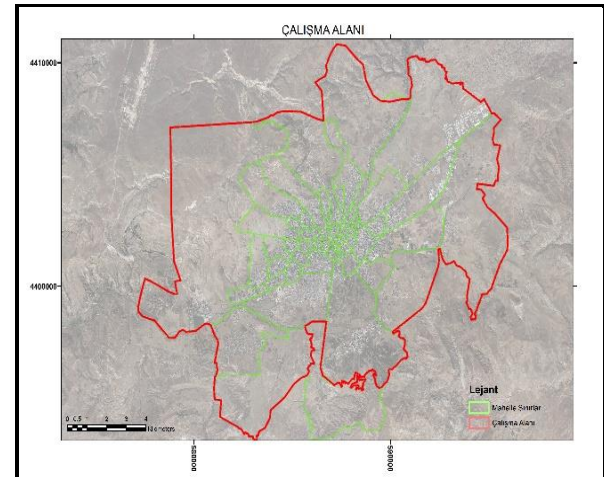 ÇALIŞMA ALANI
4410000
4400000
Lejant
Mahalle Sınırları
Çalışma Alanı
0 0,5 1 2 3 4
Kilometers